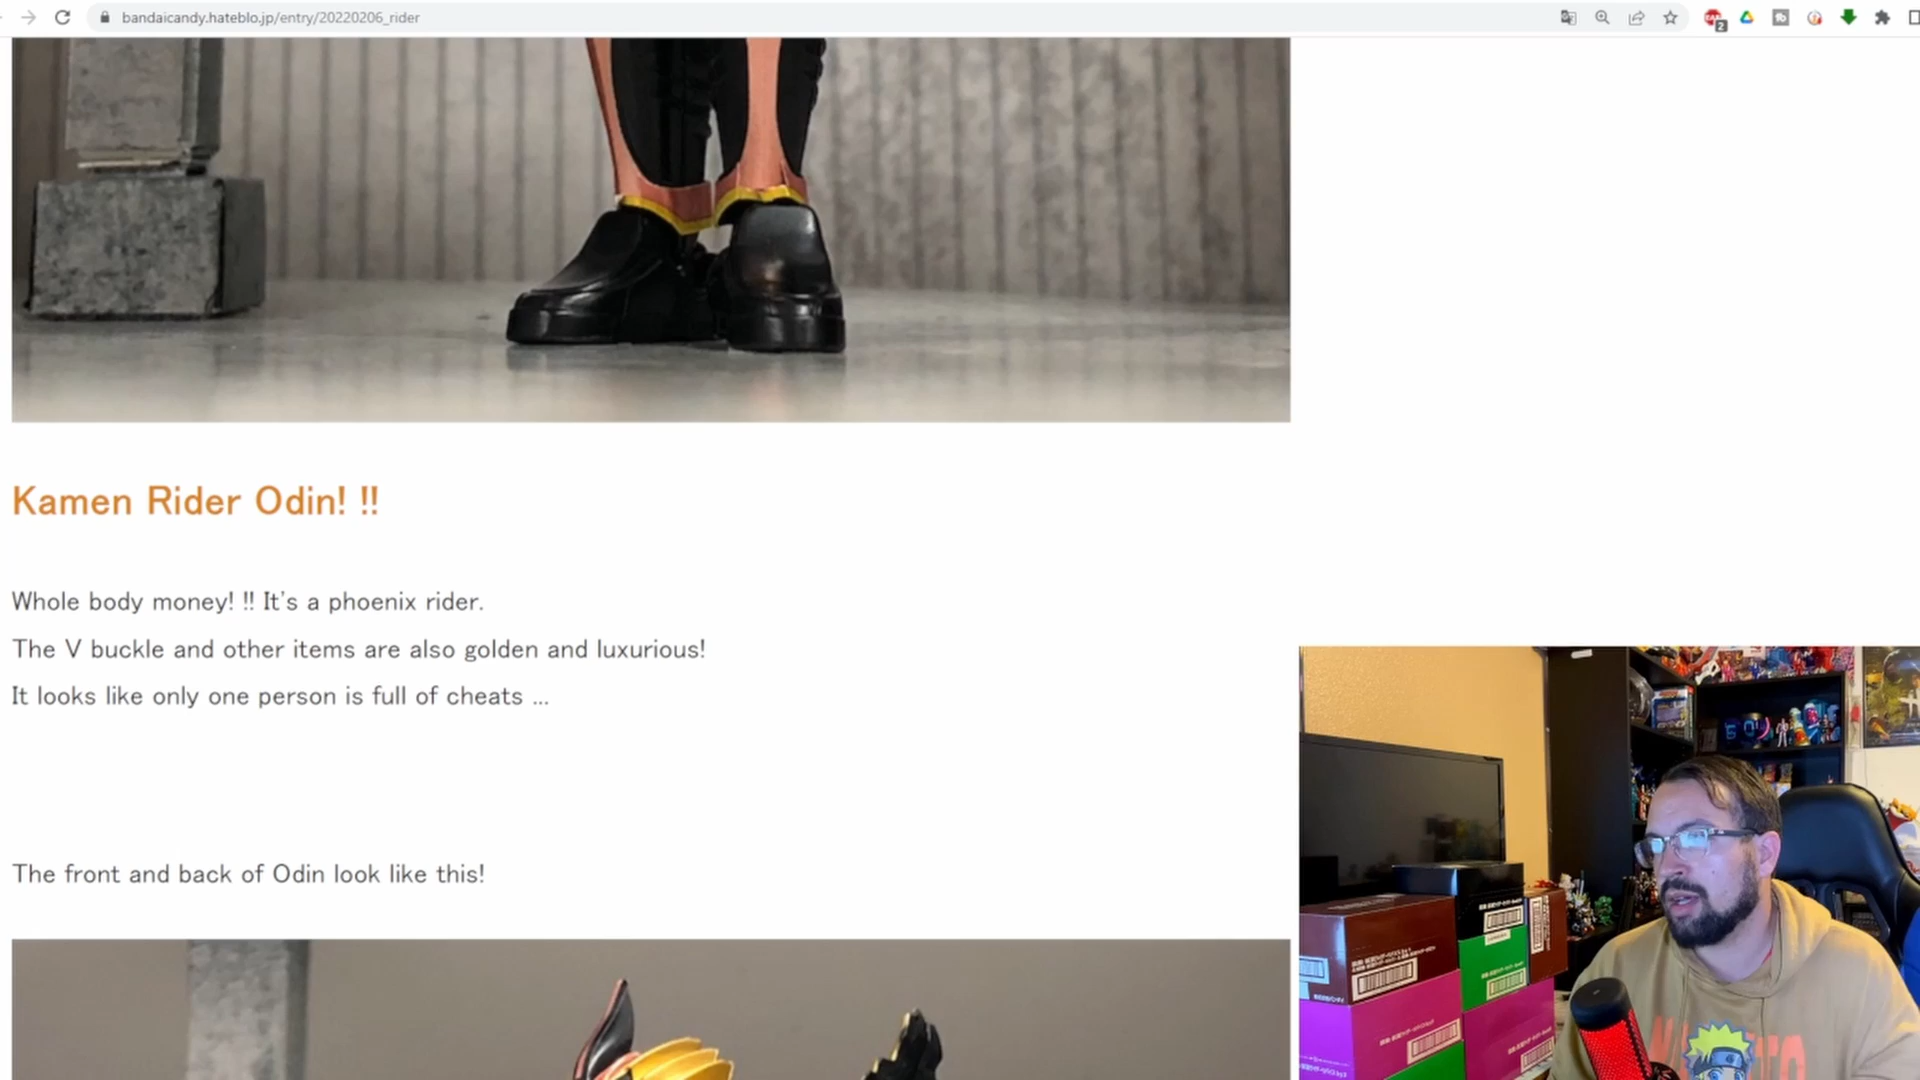 bandaicandy.hateblo.jp/entry/20220206_rider
2
Kamen Rider Odin! !!
Whole body money! !! It's a phoenix rider.
The V buckle and other items are also golden and luxurious!
It looks like only one person is full of cheats ...
The front and back of Odin look like this!